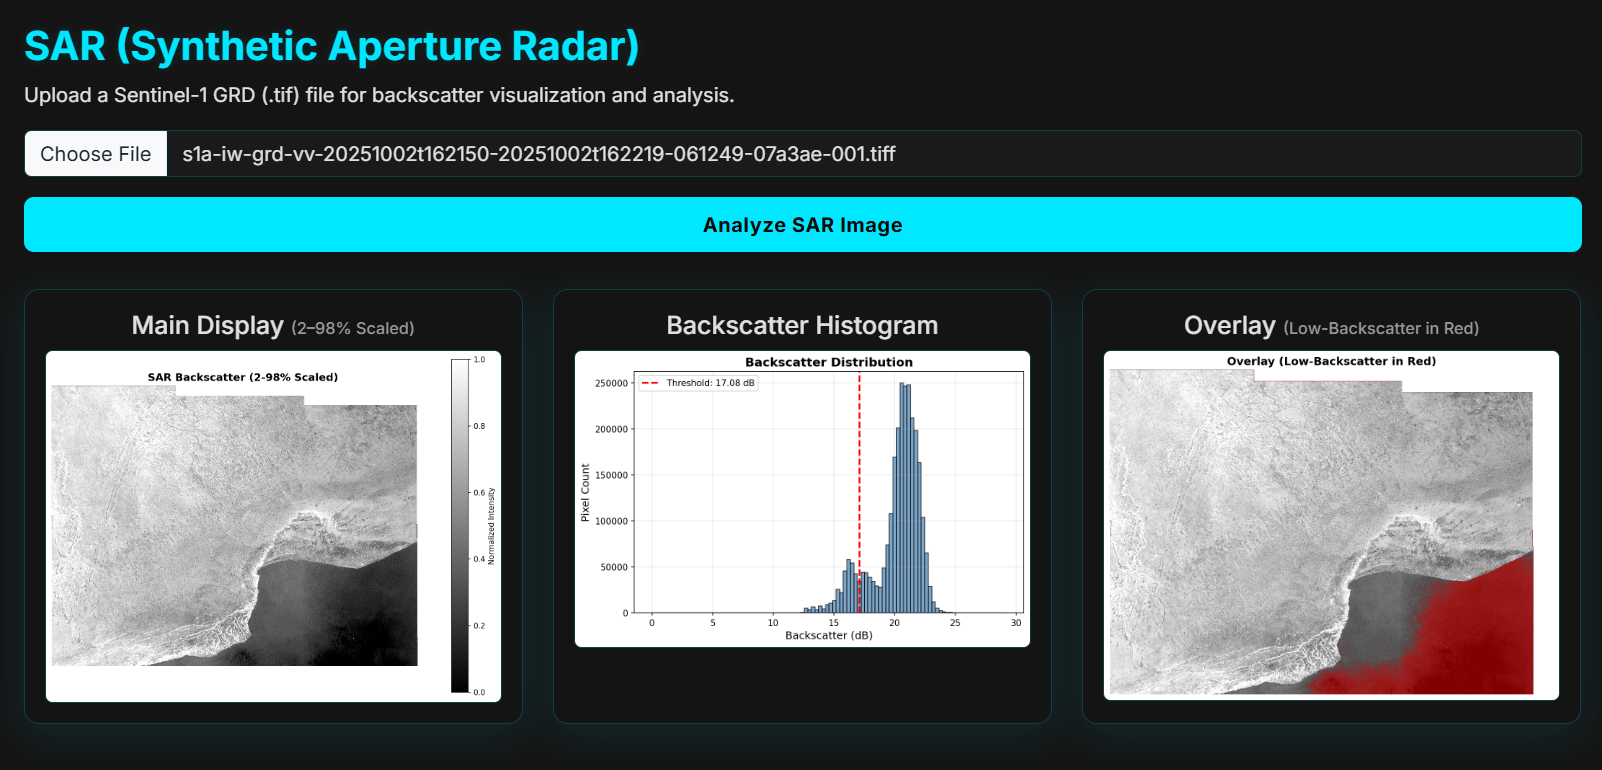 SAR (Synthetic Aperture Radar)
Upload a Sentinel-1 GRD (.tif) file for backscatter visualization and analysis.
Choose File s1a-iw-grd-vv-20251002t162150-20251002t162219-061249-07a3ae-001.tiff
Analyze SAR Image
Main Display (2–98% Scaled)
SAR Backscatter (2-98% Scaled)
1.0
0.8
0.6
0.4
0.2
0.0
Normalized Intensity
Backscatter Histogram
Backscatter Distribution
Threshold: 17.08 dB
250000
200000
150000
100000
50000
0
Pixel Count
0 5 10 15 20 25 30
Backscatter (dB)
Overlay (Low-Backscatter in Red)
Overlay (Low-Backscatter in Red)